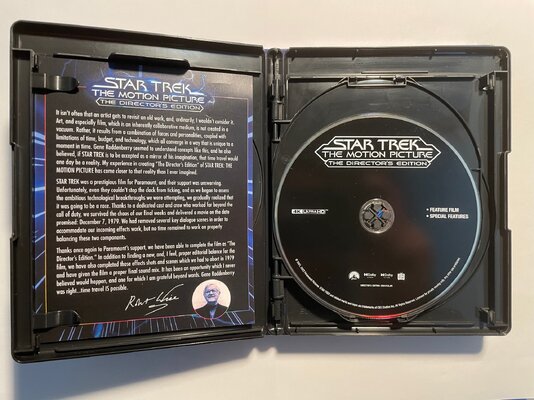 STAR TREK
THE MOTION PICTURE
THE DIRECTOR'S EDITION
It isn't often that an artist gets to revisit an old work, and, ordinarily, I wouldn't consider it.
Art, and especially film, which is an inherently collaborative medium, is not created in a
vacuum. Rather, it results from a combination of forces and personalities, coupled with
limitations of time, budget, and technology, which all converge in a way that is unique to a
moment in time. Gene Roddenberry seemed to understand concepts like this, and he also
believed, if STAR TREK is to be accepted as a mirror of his imagination, that time travel would
one day be a reality. My experience in creating "The Director's Edition" of STAR TREK: THE
MOTION PICTURE has come closer to that reality than I ever imagined.
STAR TREK was a prestigious film for Paramount, and their support was unwavering.
Unfortunately, even they couldn't stop the clock from ticking, and as we began to assess
the ambitious technological breakthroughs we were attempting, we gradually realized that
it was going to be a race. Thanks to a dedicated cast and crew who worked far beyond the
call of duty, we survived the chaos of our final weeks and delivered a movie on the date
promised: December 7, 1979. We had removed several key dialogue scenes in order to
accommodate our incoming effects work, but no time remained to work on properly
balancing these two components.
Thanks once again to Paramount's support, we have been able to complete the film as "The
Director's Edition." In addition to finding a new, and, I feel, proper editorial balance for the
film, we have also completed those effects shots and scenes which we had to abort in 1979
and have given the film a proper final sound mix. It has been an opportunity which I never
believed would happen, and one for which I am grateful beyond words. Gene Roddenberry
was right...time travel IS possible.
Robert Wise
STAR TREK
THE MOTION PICTURE
THE DIRECTOR'S EDITION
4K ULTRA HD
• FEATURE FILM
• SPECIAL FEATURES